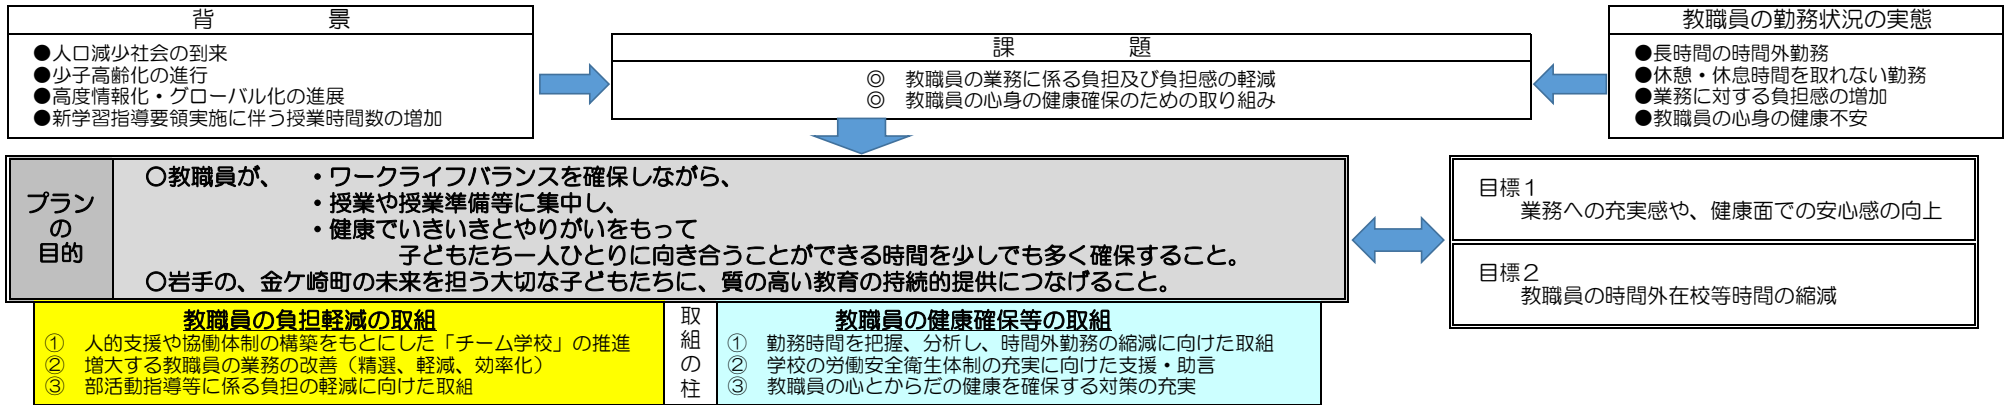 背　　　　　景
●人口減少社会の到来
●少子高齢化の進行
●高度情報化・グローバル化の進展
●新学習指導要領実施に伴う授業時間数の増加
課　　　　　題
◎　教職員の業務に係る負担及び負担感の軽減
◎　教職員の心身の健康確保のための取り組み
教職員の勤務状況の実態
●長時間の時間外勤務
●休憩・休息時間を取れない勤務
●業務に対する負担感の増加
●教職員の心身の健康不安
プラン
の
目的
〇教職員が、　・ワークライフバランスを確保しながら、
・授業や授業準備等に集中し、
・健康でいきいきとやりがいをもって
子どもたち一人ひとりに向き合うことができる時間を少しでも多く確保すること。
〇岩手の、金ケ崎町の未来を担う大切な子どもたちに、質の高い教育の持続的提供につなげること。
目標１
業務への充実感や、健康面での安心感の向上
目標２
教職員の時間外在校等時間の縮減
教職員の負担軽減の取組
①　人的支援や協働体制の構築をもとにした「チーム学校」の推進
②　増大する教職員の業務の改善（精選、軽減、効率化）
③　部活動指導等に係る負担の軽減に向けた取組
取
組
の
柱
教職員の健康確保等の取組
①　勤務時間を把握、分析し、時間外勤務の縮減に向けた取組
②　学校の労働安全衛生体制の充実に向けた支援・助言
③　教職員の心とからだの健康を確保する対策の充実